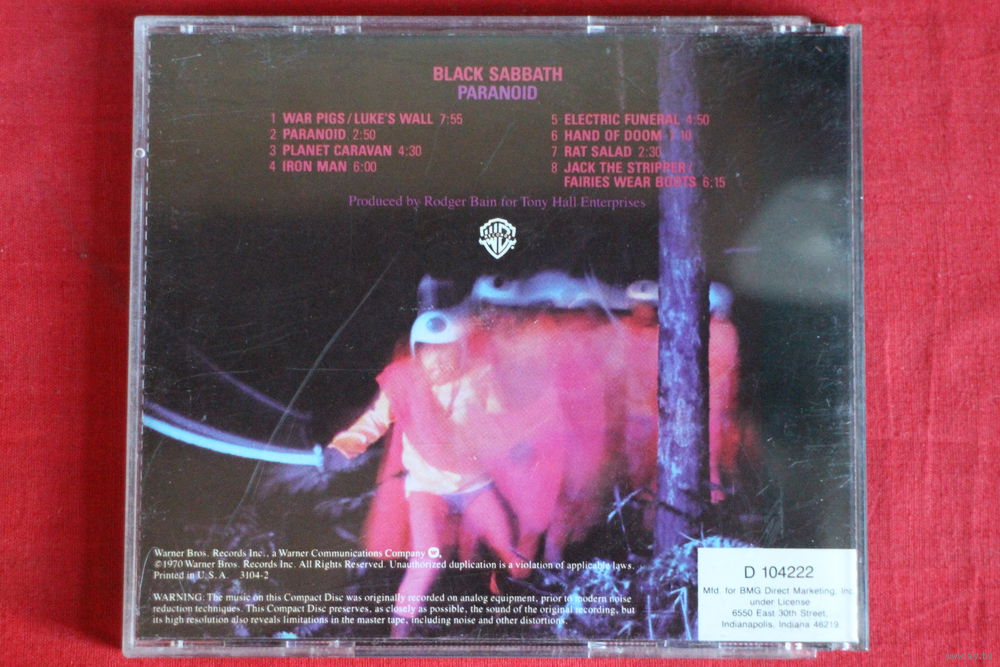 BLACK SABBATH
PARANOID
1 WAR PIGS / LUKE'S WALL 7:55
2 PARANOID 2:50
3 PLANET CARAVAN 4:30
4 IRON MAN 6:00
5 ELECTRIC FUNERAL 4:50
6 HAND OF DOOM 7:10
7 RAT SALAD 2:30
8 JACK THE STRIPPER /
FAIRIES WEAR BOOTS 6:15
Produced by Rodger Bain for Tony Hall Enterprises
Warner Bros. Records Inc., a Warner Communications Company
©1970 Warner Bros. Records Inc. All Rights Reserved. Unauthorized duplication is a violation of applicable laws.
Printed in U.S.A. 3104-2
WARNING: The music on this Compact Disc was originally recorded on analog equipment, prior to modern noise
reduction techniques. This Compact Disc preserves, as closely as possible, the sound of the original recording, but
its high resolution also reveals limitations in the master tape, including noise and other distortions.
D 104222
Mfd. for BMG Direct Marketing, Inc.
under License
6550 East 30th Street,
Indianapolis, Indiana 46219